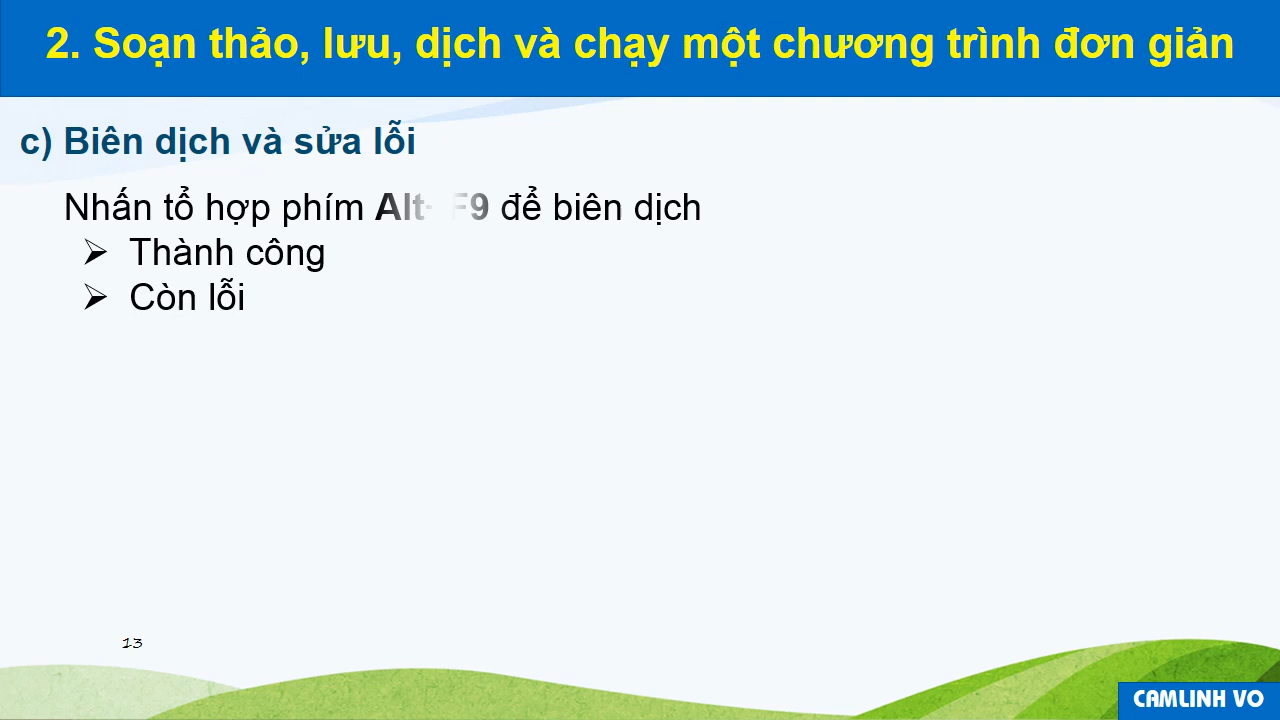 2. Soạn thảo, lưu, dịch và chạy một chương trình đơn giản
c) Biên dịch và sửa lỗi
Nhấn tổ hợp phím Alt+F9 để biên dịch
Thành công
Còn lỗi
13
CAMLINH VO